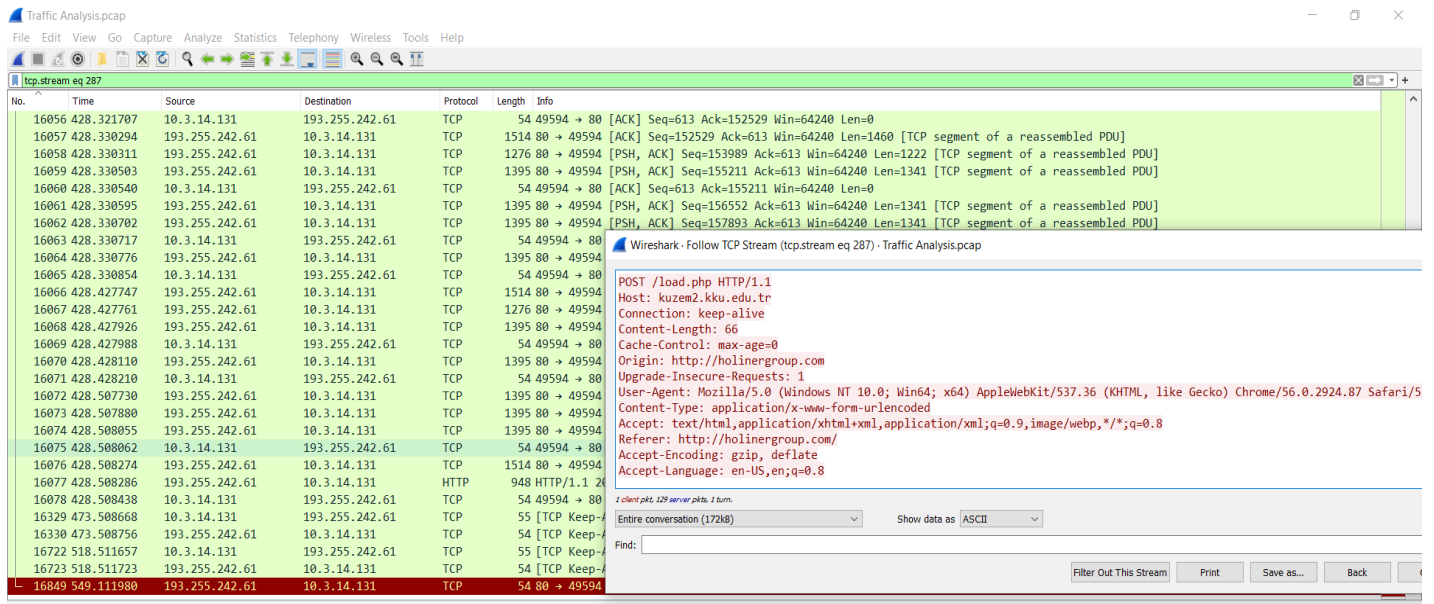 Traffic Analysis.pcap
File Edit View Go Capture Analyze Statistics Telephony Wireless Tools Help
tcp.stream eq 287
No. Time Source Destination Protocol Length Info
16056 428.321707 10.3.14.131 193.255.242.61 TCP 54 49594 → 80 [ACK] Seq=613 Ack=152529 Win=64240 Len=0
16057 428.330294 193.255.242.61 10.3.14.131 TCP 1514 80 → 49594 [ACK] Seq=152529 Ack=613 Win=64240 Len=1460 [TCP segment of a reassembled PDU]
16058 428.330311 193.255.242.61 10.3.14.131 TCP 1276 80 → 49594 [PSH, ACK] Seq=153989 Ack=613 Win=64240 Len=1222 [TCP segment of a reassembled PDU]
16059 428.330503 193.255.242.61 10.3.14.131 TCP 1395 80 → 49594 [PSH, ACK] Seq=155211 Ack=613 Win=64240 Len=1341 [TCP segment of a reassembled PDU]
16060 428.330540 10.3.14.131 193.255.242.61 TCP 54 49594 → 80 [ACK] Seq=613 Ack=155211 Win=64240 Len=0
16061 428.330595 193.255.242.61 10.3.14.131 TCP 1395 80 → 49594 [PSH, ACK] Seq=156552 Ack=613 Win=64240 Len=1341 [TCP segment of a reassembled PDU]
16062 428.330702 193.255.242.61 10.3.14.131 TCP 1395 80 → 49594 [PSH, ACK] Seq=157893 Ack=613 Win=64240 Len=1341 [TCP segment of a reassembled PDU]
16063 428.330717 10.3.14.131 193.255.242.61 TCP 54 49594 → 80
16064 428.330776 193.255.242.61 10.3.14.131 TCP 1395 80 → 49594
16065 428.330854 10.3.14.131 193.255.242.61 TCP 54 49594 → 80
16066 428.427747 193.255.242.61 10.3.14.131 TCP 1514 80 → 49594
16067 428.427761 193.255.242.61 10.3.14.131 TCP 1276 80 → 49594
16068 428.427926 193.255.242.61 10.3.14.131 TCP 1395 80 → 49594
16069 428.427988 10.3.14.131 193.255.242.61 TCP 54 49594 → 80
16070 428.428110 193.255.242.61 10.3.14.131 TCP 1395 80 → 49594
16071 428.428210 10.3.14.131 193.255.242.61 TCP 54 49594 → 80
16072 428.507730 193.255.242.61 10.3.14.131 TCP 1395 80 → 49594
16073 428.507880 193.255.242.61 10.3.14.131 TCP 1395 80 → 49594
16074 428.508055 193.255.242.61 10.3.14.131 TCP 1395 80 → 49594
16075 428.508062 10.3.14.131 193.255.242.61 TCP 54 49594 → 80
16076 428.508274 193.255.242.61 10.3.14.131 TCP 1514 80 → 49594
16077 428.508286 193.255.242.61 10.3.14.131 HTTP 948 HTTP/1.1 20
16078 428.508438 10.3.14.131 193.255.242.61 TCP 54 49594 → 80
16329 473.508668 10.3.14.131 193.255.242.61 TCP 55 [TCP Keep-A
16330 473.508756 193.255.242.61 10.3.14.131 TCP 54 [TCP Keep-A
16722 518.511657 10.3.14.131 193.255.242.61 TCP 55 [TCP Keep-A
16723 518.511723 193.255.242.61 10.3.14.131 TCP 54 [TCP Keep-A
16849 549.111980 193.255.242.61 10.3.14.131 TCP 54 80 → 49594
Wireshark · Follow TCP Stream (tcp.stream eq 287) · Traffic Analysis.pcap
POST /load.php HTTP/1.1
Host: kuzem2.kku.edu.tr
Connection: keep-alive
Content-Length: 66
Cache-Control: max-age=0
Origin: http://holinergroup.com
Upgrade-Insecure-Requests: 1
User-Agent: Mozilla/5.0 (Windows NT 10.0; Win64; x64) AppleWebKit/537.36 (KHTML, like Gecko) Chrome/56.0.2924.87 Safari/5
Content-Type: application/x-www-form-urlencoded
Accept: text/html,application/xhtml+xml,application/xml;q=0.9,image/webp,*/*;q=0.8
Referer: http://holinergroup.com/
Accept-Encoding: gzip, deflate
Accept-Language: en-US,en;q=0.8
1 client pkt, 129 server pkts, 1 turn.
Entire conversation (172kB) Show data as ASCII
Find:
Filter Out This Stream Print Save as... Back